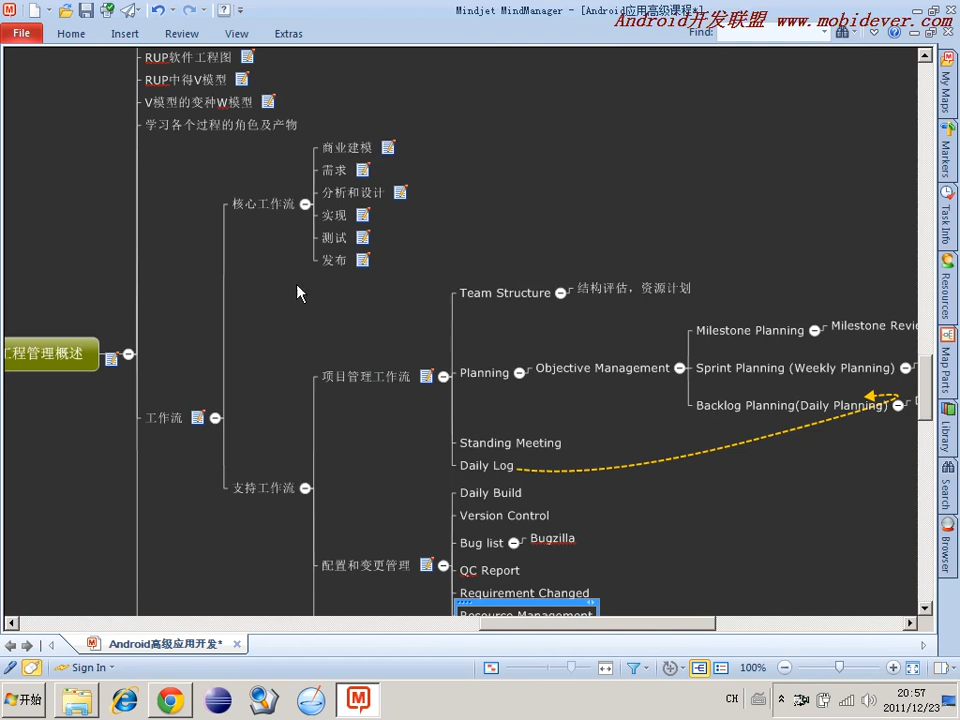 Mindjet MindManager - [Android应用高级课程*]
Android开发联盟 www.mobidever.com
File
Home
Insert
Review
View
Extras
Find:
RUP软件工程图
RUP中得V模型
V模型的变种W模型
学习各个过程的角色及产物
商业建模
需求
分析和设计
核心工作流
实现
测试
发布
Team Structure
结构评估，资源计划
Milestone Planning
Milestone Revie
工程管理概述
Planning
Objective Management
Sprint Planning (Weekly Planning)
项目管理工作流
Backlog Planning(Daily Planning)
工作流
Standing Meeting
Daily Log
支持工作流
Daily Build
Version Control
Bug list
Bugzilla
配置和变更管理
QC Report
Requirement Changed
Resource Management
My Maps
Markers
Task Info
Resources
Map Parts
Library
Search
Browser
Android高级应用开发*
Sign In
100%
开始
CH
20:57
2011/12/23